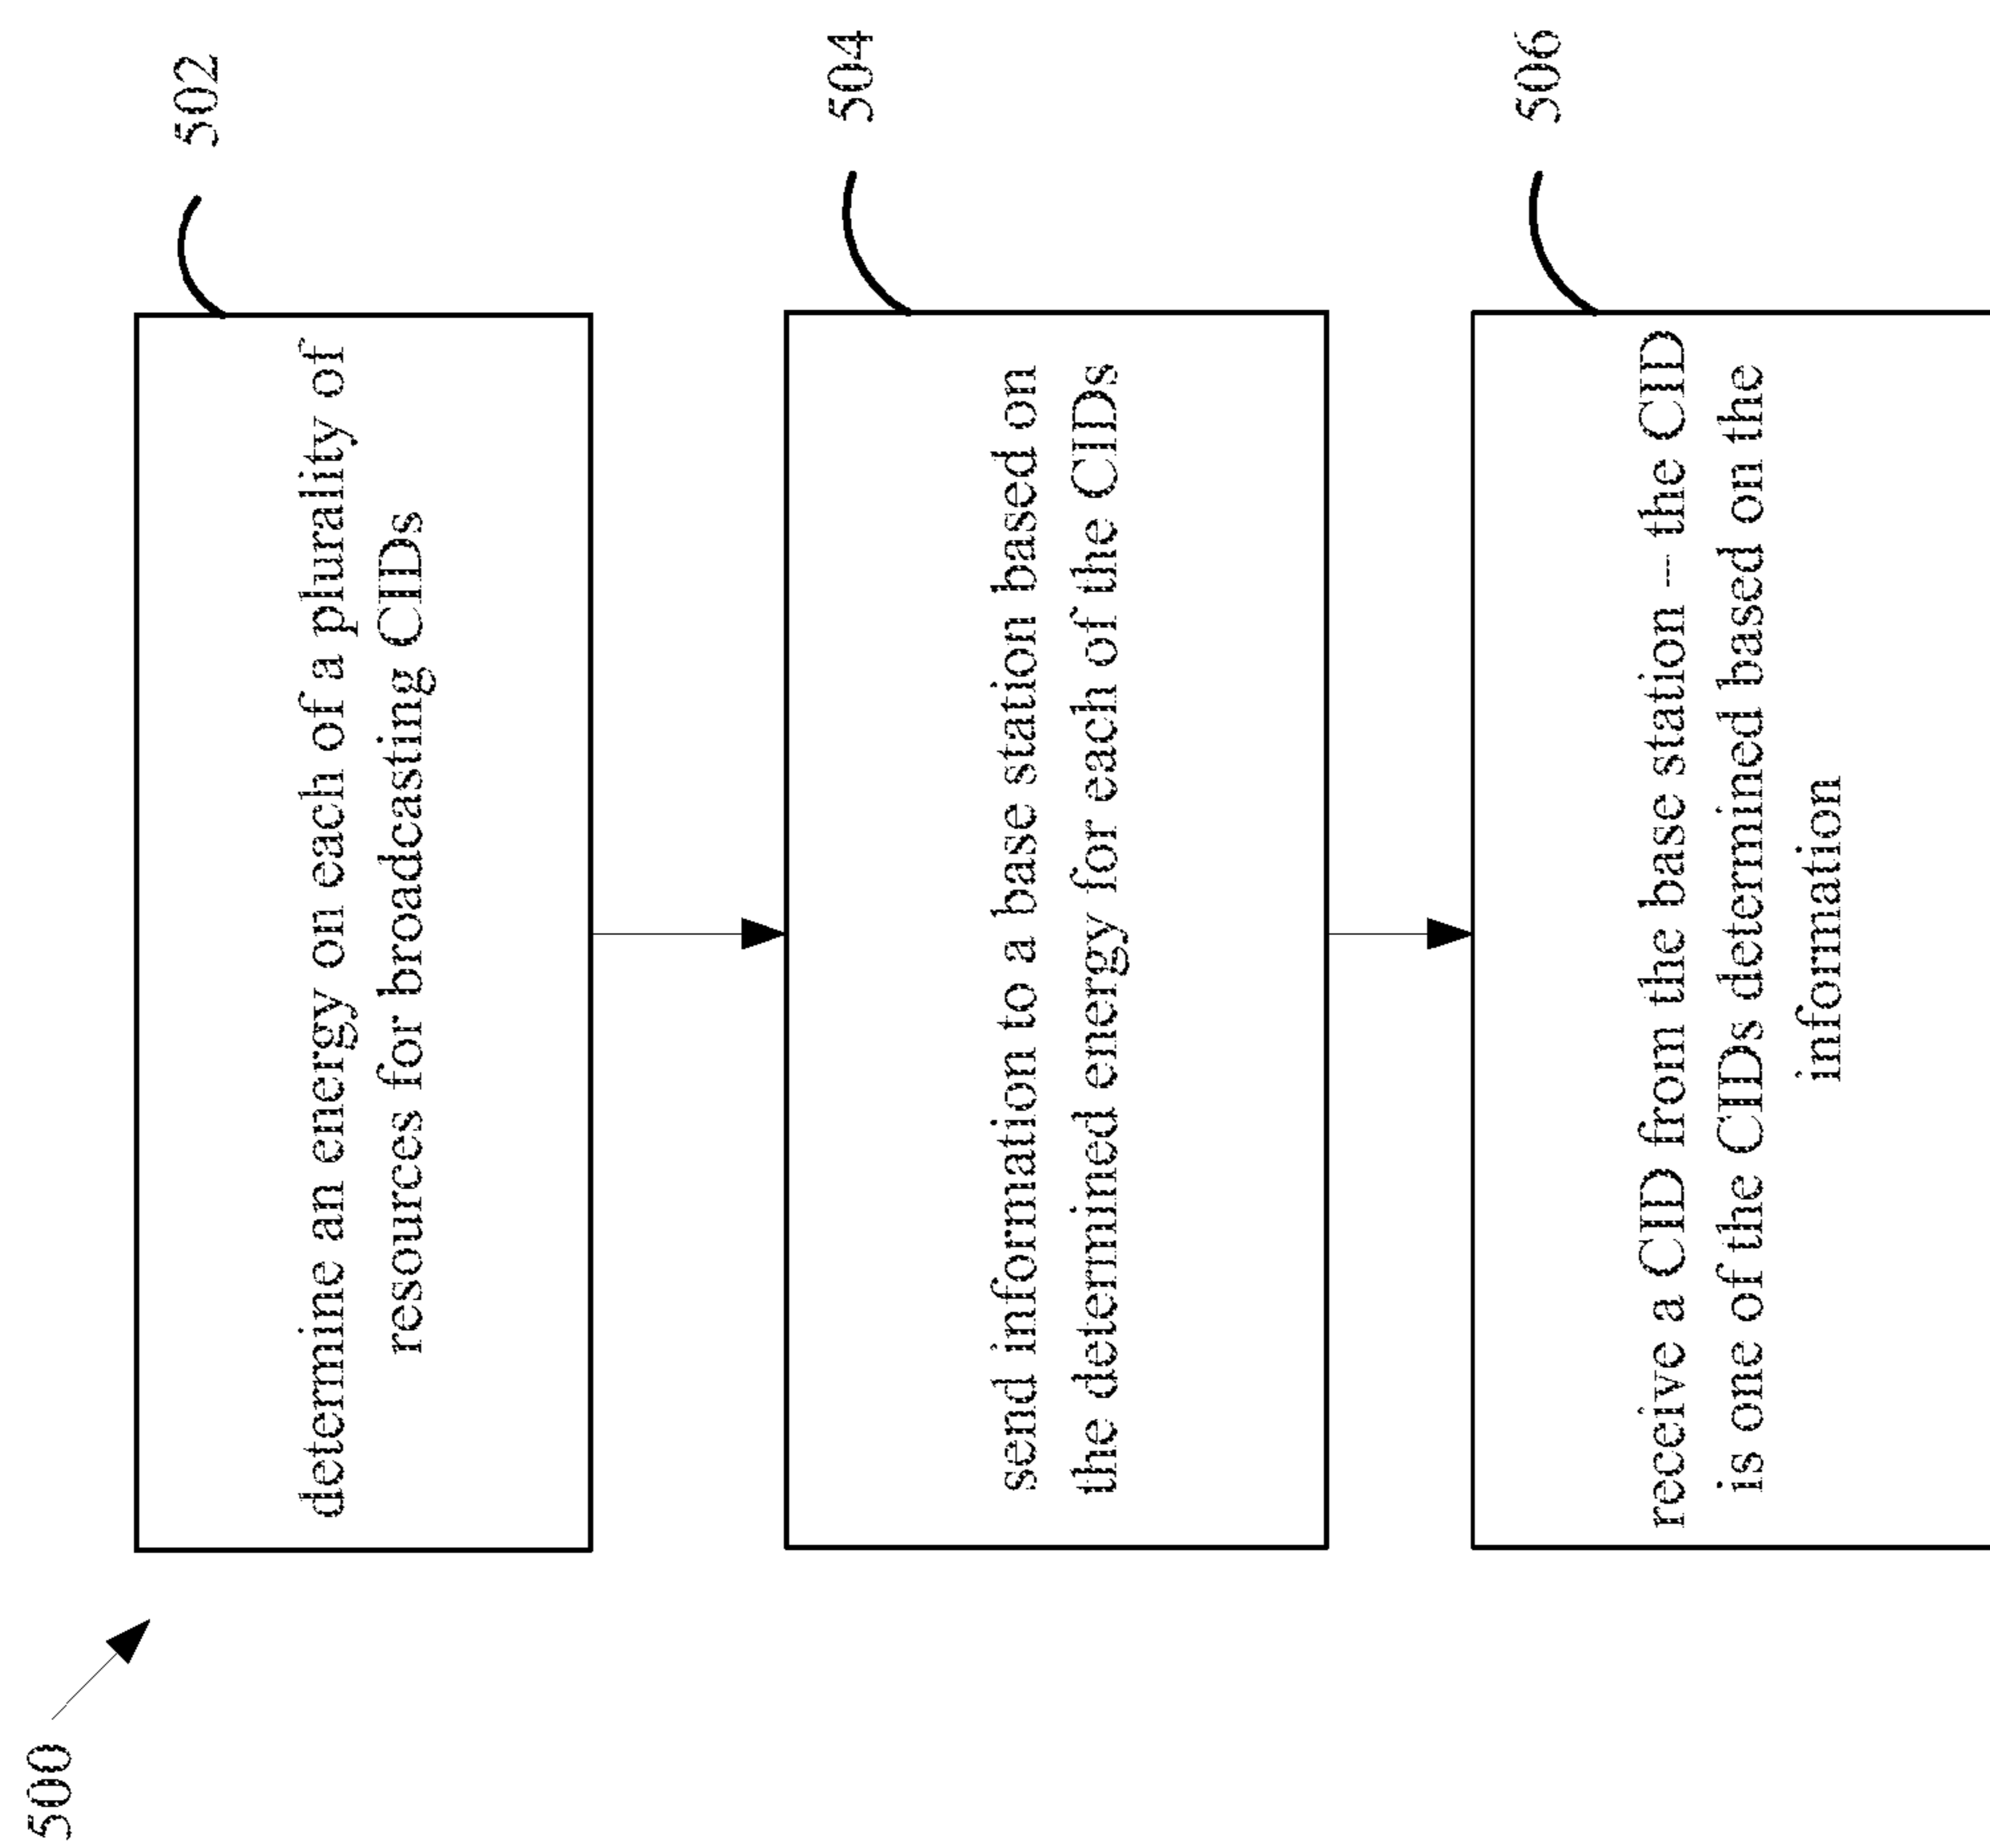 500
502
determine an energy on each of a plurality of
resources for broadcasting CIDs
504
send information to a base station based on
the determined energy for each of the CIDs
506
receive a CID from the base station – the CID
is one of the CIDs determined based on the
information